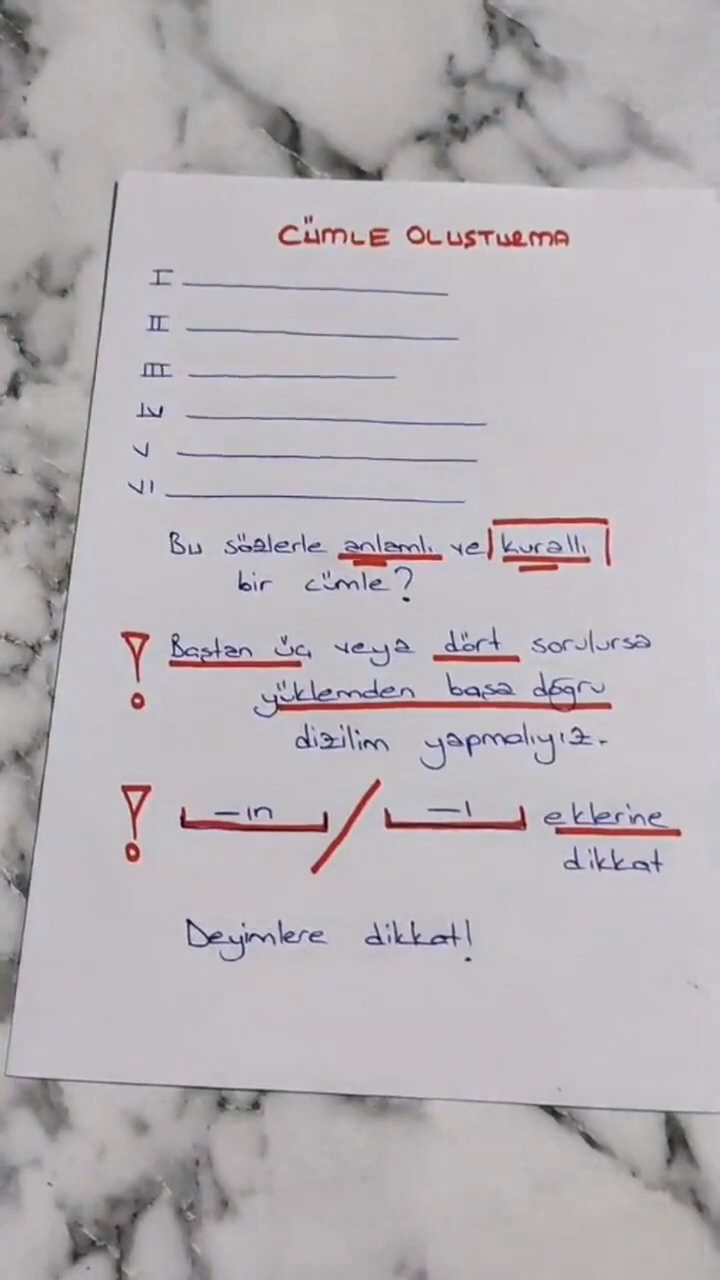 CÜMLE OLUŞTURMA
I
II
III
IV
V
VI
Bu sözlerle anlamlı ve kurallı
bir cümle?
! Baştan üç veya dört sorulursa
yüklemden başa doğru
dizilim yapmalıyız.
! -ın / -ı eklerine
dikkat
Deyimlere dikkat!